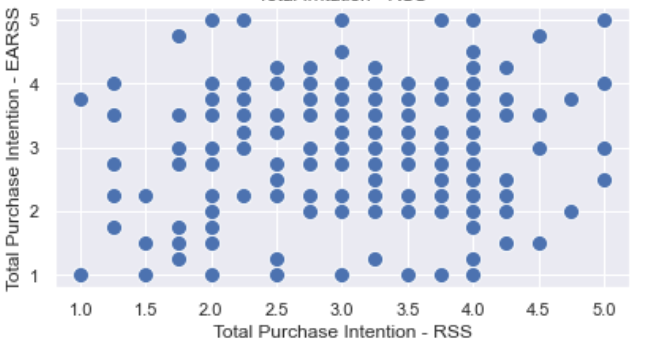 Total Purchase Intention - EARSS
5
4
3
2
1
1.0 1.5 2.0 2.5 3.0 3.5 4.0 4.5 5.0
Total Purchase Intention - RSS